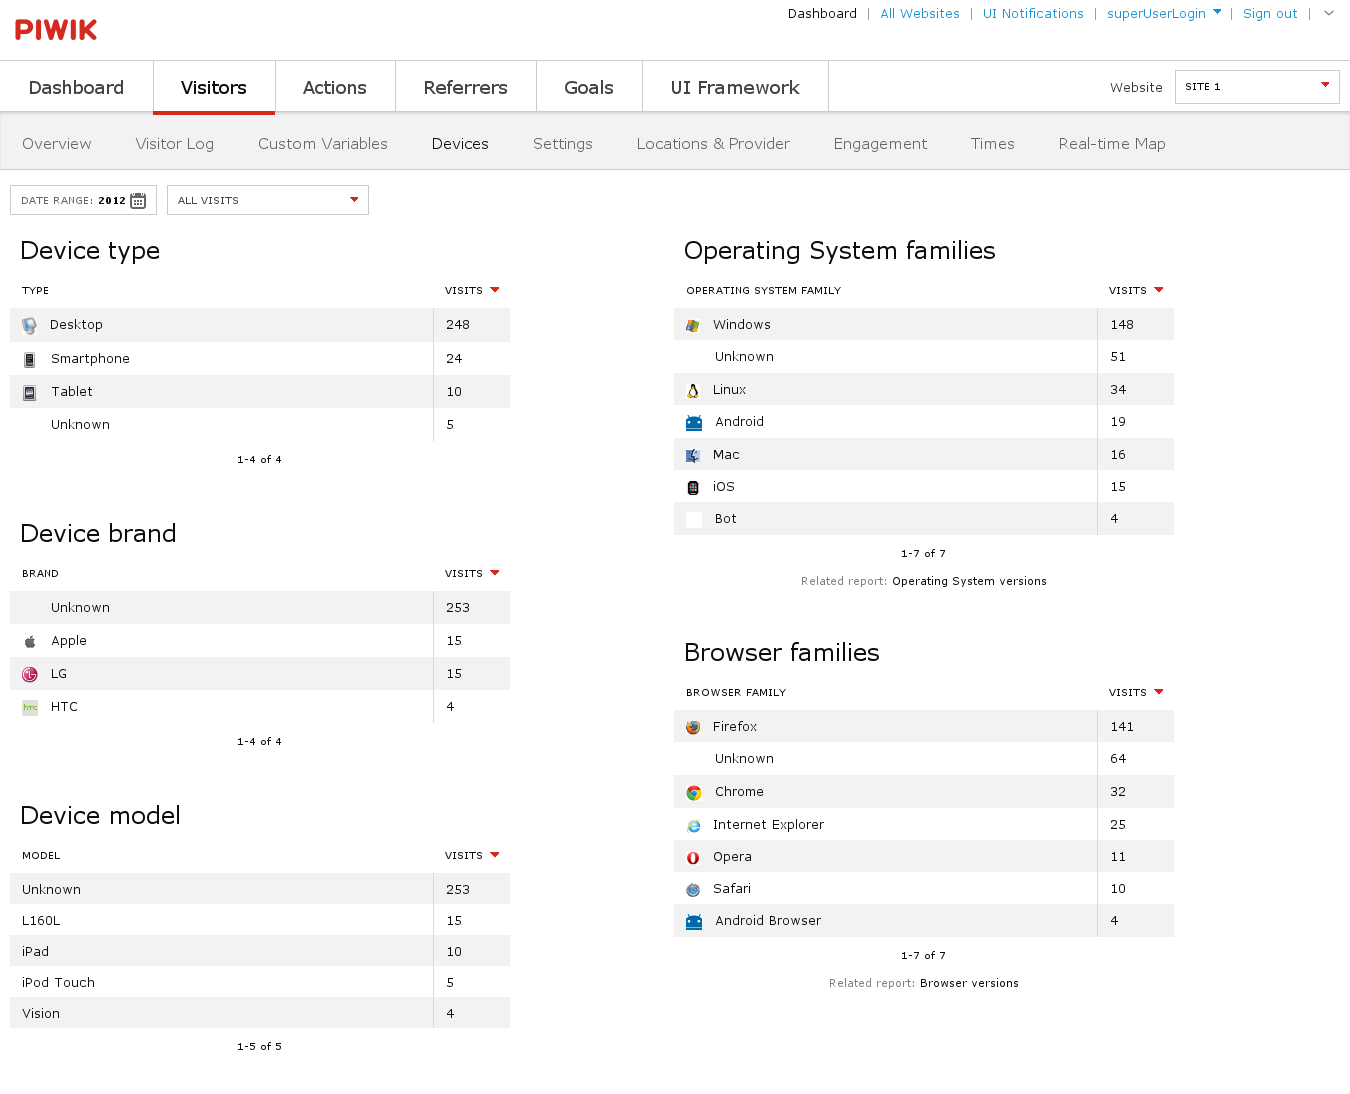 Dashboard | All Websites | UI Notifications | superUserLogin | Sign out |
PIWIK
Dashboard Visitors Actions Referrers Goals UI Framework Website SITE 1
Overview Visitor Log Custom Variables Devices Settings Locations & Provider Engagement Times Real-time Map
DATE RANGE: 2012 ALL VISITS
Device type
TYPE VISITS
Desktop 248
Smartphone 24
Tablet 10
Unknown 5
1-4 of 4
Device brand
BRAND VISITS
Unknown 253
Apple 15
LG 15
htc HTC 4
1-4 of 4
Device model
MODEL VISITS
Unknown 253
L160L 15
iPad 10
iPod Touch 5
Vision 4
1-5 of 5
Operating System families
OPERATING SYSTEM FAMILY VISITS
Windows 148
Unknown 51
Linux 34
Android 19
Mac 16
iOS 15
Bot 4
1-7 of 7
Related report: Operating System versions
Browser families
BROWSER FAMILY VISITS
Firefox 141
Unknown 64
Chrome 32
Internet Explorer 25
Opera 11
Safari 10
Android Browser 4
1-7 of 7
Related report: Browser versions